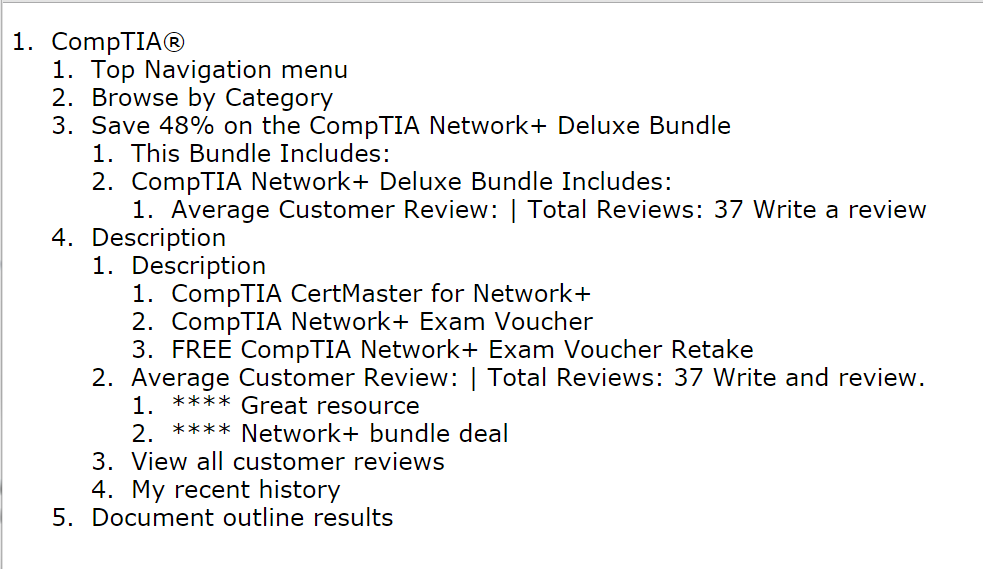 1. CompTIA®
1. Top Navigation menu
2. Browse by Category
3. Save 48% on the CompTIA Network+ Deluxe Bundle
1. This Bundle Includes:
2. CompTIA Network+ Deluxe Bundle Includes:
1. Average Customer Review: | Total Reviews: 37 Write a review
4. Description
1. Description
1. CompTIA CertMaster for Network+
2. CompTIA Network+ Exam Voucher
3. FREE CompTIA Network+ Exam Voucher Retake
2. Average Customer Review: | Total Reviews: 37 Write and review.
1. **** Great resource
2. **** Network+ bundle deal
3. View all customer reviews
4. My recent history
5. Document outline results